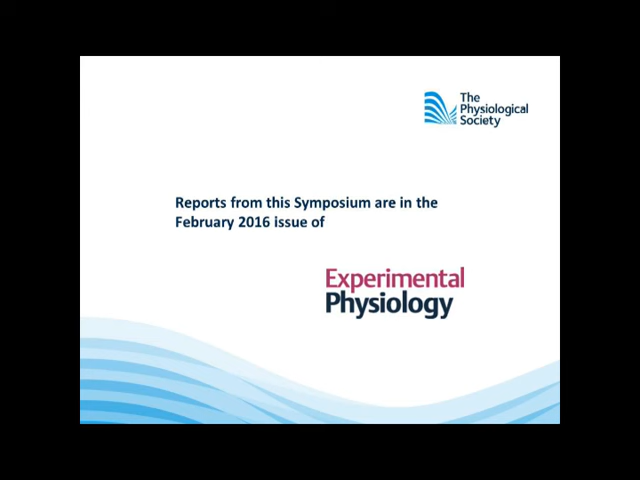 The
Physiological
Society
Reports from this Symposium are in the
February 2016 issue of
Experimental
Physiology